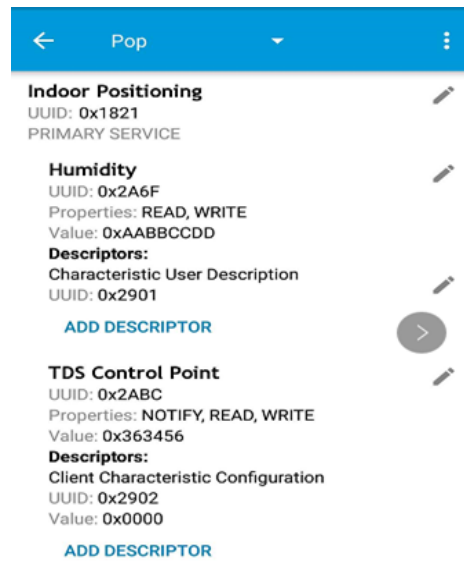 Pop
Indoor Positioning
UUID: 0x1821
PRIMARY SERVICE
Humidity
UUID: 0x2A6F
Properties: READ, WRITE
Value: 0xAABBCCDD
Descriptors:
Characteristic User Description
UUID: 0x2901
ADD DESCRIPTOR
TDS Control Point
UUID: 0x2ABC
Properties: NOTIFY, READ, WRITE
Value: 0x363456
Descriptors:
Client Characteristic Configuration
UUID: 0x2902
Value: 0x0000
ADD DESCRIPTOR